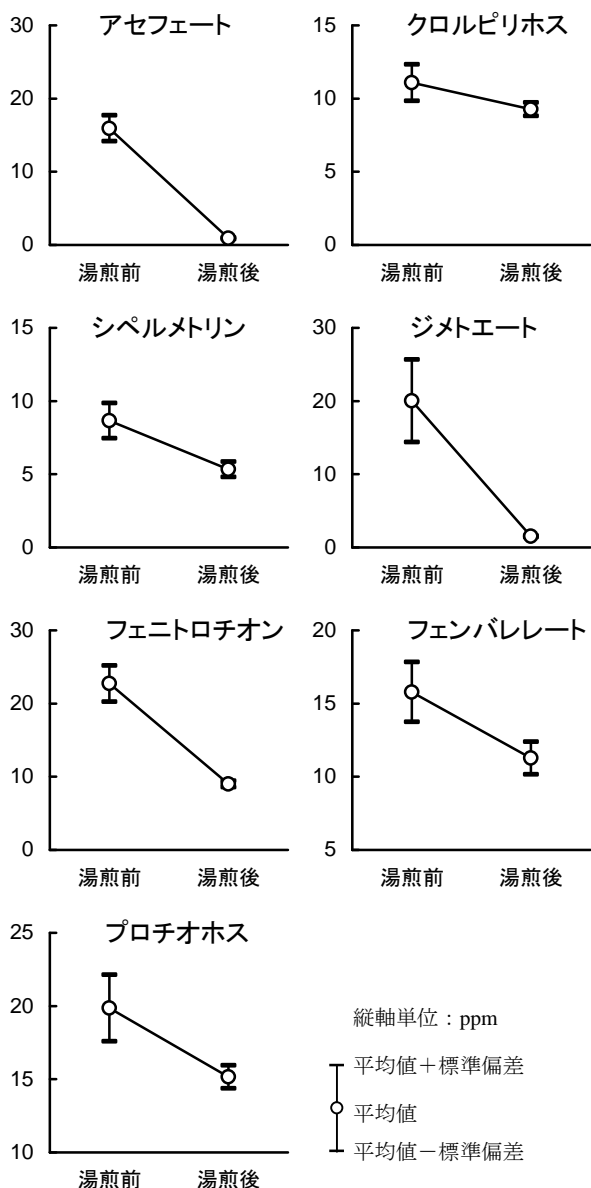 アセフェート
30
20
10
0
湯煎前
湯煎後
クロルピリホス
15
10
5
0
湯煎前
湯煎後
シペルメトリン
15
10
5
0
湯煎前
湯煎後
ジメトエート
30
20
10
0
湯煎前
湯煎後
フェニトロチオン
30
20
10
0
湯煎前
湯煎後
フェンバレレート
20
15
10
5
湯煎前
湯煎後
プロチオホス
25
20
15
10
湯煎前
湯煎後
縦軸単位：ppm
平均値＋標準偏差
平均値
平均値－標準偏差